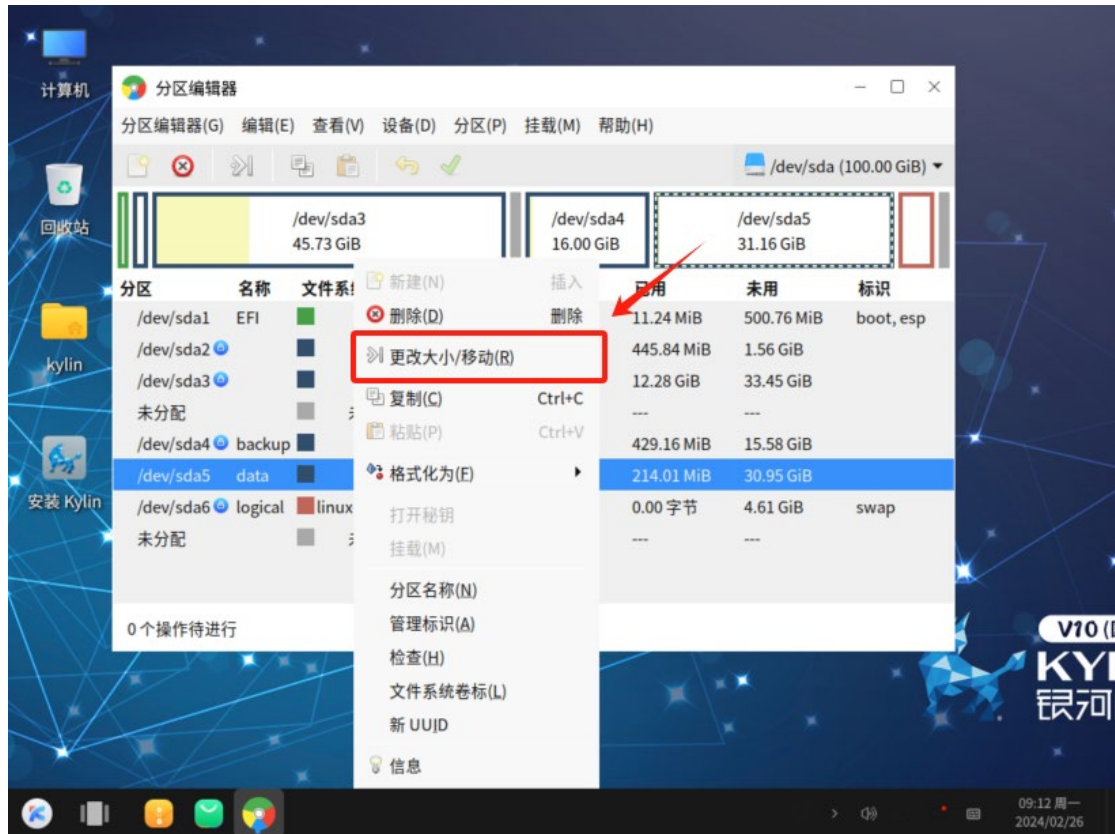 计算机
回收站
kylin
安装 Kylin
分区编辑器
分区编辑器(G) 编辑(E) 查看(V) 设备(D) 分区(P) 挂载(M) 帮助(H)
/dev/sda (100.00 GiB)
/dev/sda3 /dev/sda4 /dev/sda5
45.73 GiB 16.00 GiB 31.16 GiB
分区 名称 文件系 已用 未用 标识
/dev/sda1 EFI 11.24 MiB 500.76 MiB boot, esp
/dev/sda2 445.84 MiB 1.56 GiB
/dev/sda3 12.28 GiB 33.45 GiB
未分配 --- ---
/dev/sda4 backup 429.16 MiB 15.58 GiB
/dev/sda5 data 214.01 MiB 30.95 GiB
/dev/sda6 logical linux 0.00 字节 4.61 GiB swap
未分配 --- ---
0 个操作待进行
新建(N) 插入
删除(D) 删除
更改大小/移动(R)
复制(C) Ctrl+C
粘贴(P) Ctrl+V
格式化为(F)
打开秘钥
挂载(M)
分区名称(N)
管理标识(A)
检查(H)
文件系统卷标(L)
新 UUID
信息
V10
KY
银河
09:12 周一
2024/02/26